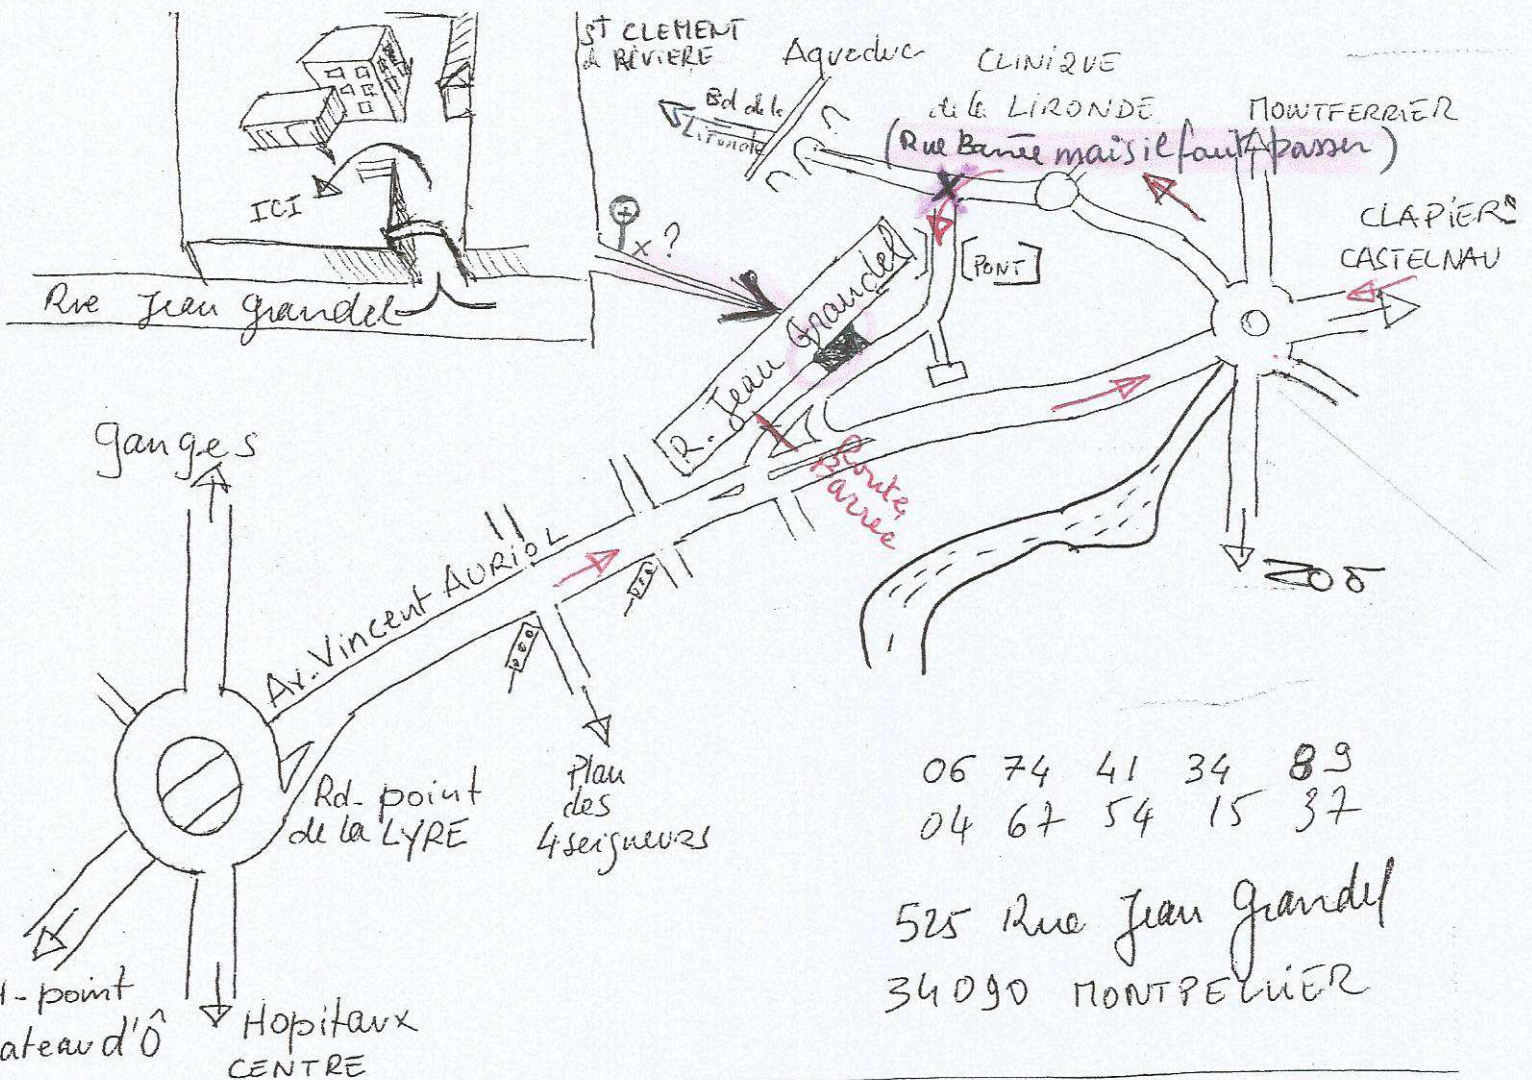 ICI
Rue Jean Grandel
ST CLEMENT
de RIVIERE
Aqueduc
Bd de la
Lironde
CLINIQUE
de la LIRONDE
(Rue Barrée mais il faut passer)
MONTFERRIER
CLAPIERS
CASTELNAU
x ?
[PONT]
R. Jean Grandel
Route
Barrée
Ganges
Av. Vincent AURIOL
ZOO
Rd-point
de la LYRE
Plan
des
4 seigneurs
d-point
ateau d'Ô
Hopitaux
CENTRE
06 74 41 34 89
04 67 54 15 37
525 Rue Jean Grandel
34090 MONTPELLIER